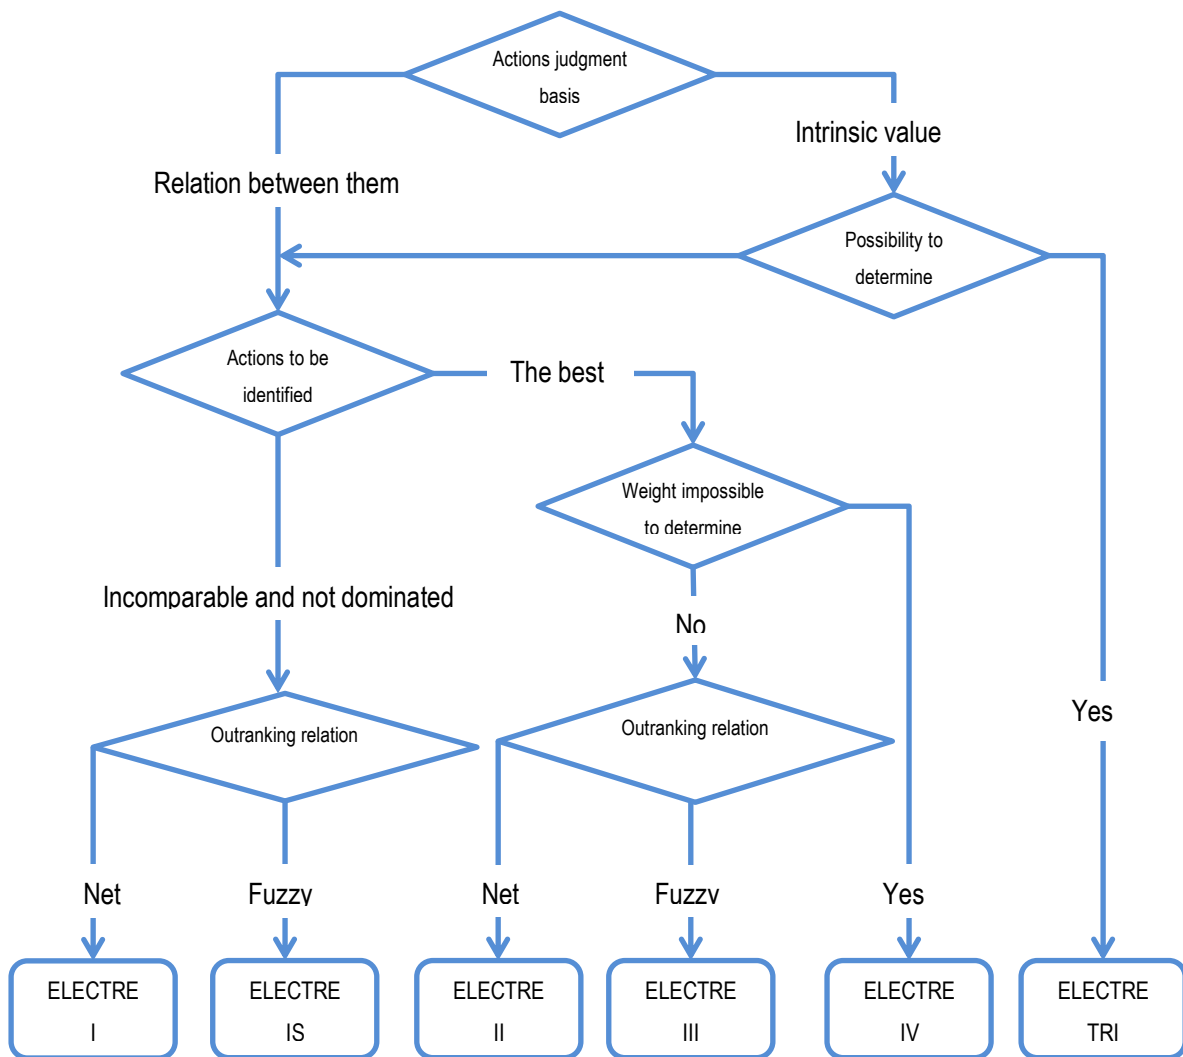 Actions judgment
basis
Intrinsic value
Relation between them
Possibility to
determine
Actions to be
identified
The best
Weight impossible
to determine
Incomparable and not dominated
No
Outranking relation
Outranking relation
Yes
Net
Fuzzy
Net
Fuzzy
Yes
ELECTRE
I
ELECTRE
IS
ELECTRE
II
ELECTRE
III
ELECTRE
IV
ELECTRE
TRI